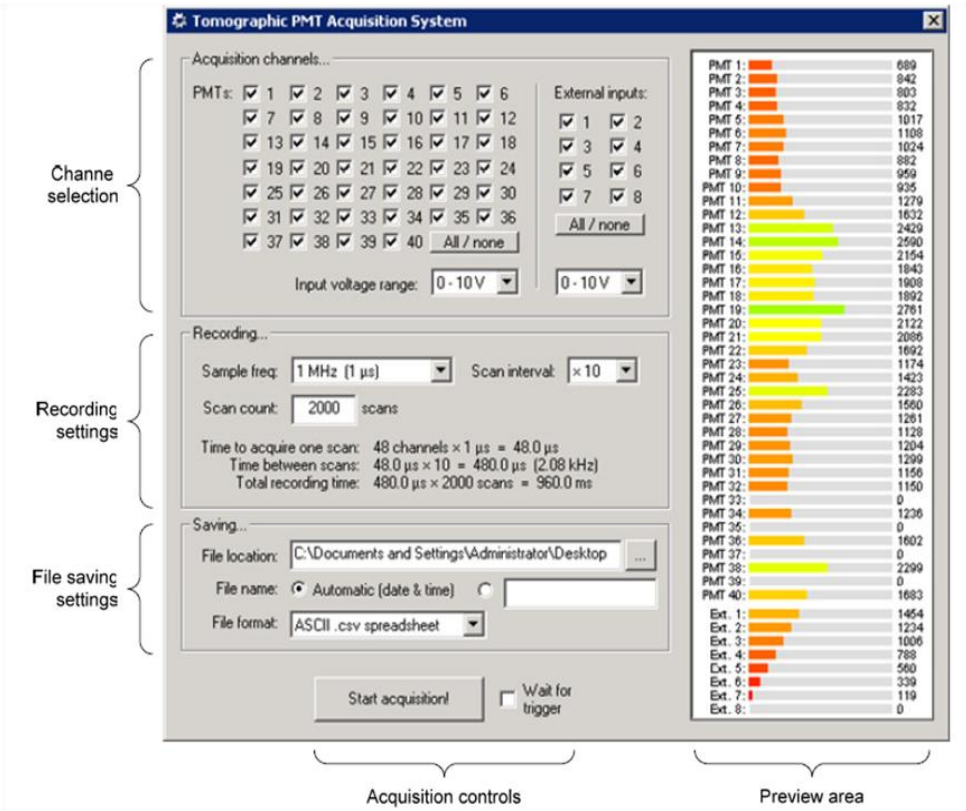 Tomographic PMT Acquisition System
Channe
selection
Acquisition channels...
PMTs: 1 2 3 4 5 6
7 8 9 10 11 12
13 14 15 16 17 18
19 20 21 22 23 24
25 26 27 28 29 30
31 32 33 34 35 36
37 38 39 40 All / none
Input voltage range: 0 - 10 V
External inputs:
1 2
3 4
5 6
7 8
All / none
0 - 10 V
Recording
settings
Recording...
Sample freq: 1 MHz (1 µs) Scan interval: × 10
Scan count: 2000 scans
Time to acquire one scan: 48 channels × 1 µs = 48.0 µs
Time between scans: 48.0 µs × 10 = 480.0 µs (2.08 kHz)
Total recording time: 480.0 µs × 2000 scans = 960.0 ms
File saving
settings
Saving...
File location: C:\Documents and Settings\Administrator\Desktop ...
File name: Automatic (date & time)
File format: ASCII .csv spreadsheet
Start acquisition! Wait for
trigger
PMT 1: 689
PMT 2: 842
PMT 3: 803
PMT 4: 832
PMT 5: 1017
PMT 6: 1108
PMT 7: 1024
PMT 8: 882
PMT 9: 959
PMT 10: 935
PMT 11: 1279
PMT 12: 1632
PMT 13: 2429
PMT 14: 2590
PMT 15: 2154
PMT 16: 1843
PMT 17: 1908
PMT 18: 1892
PMT 19: 2761
PMT 20: 2122
PMT 21: 2086
PMT 22: 1692
PMT 23: 1174
PMT 24: 1423
PMT 25: 2283
PMT 26: 1560
PMT 27: 1261
PMT 28: 1128
PMT 29: 1204
PMT 30: 1299
PMT 31: 1156
PMT 32: 1150
PMT 33: 0
PMT 34: 1236
PMT 35: 0
PMT 36: 1602
PMT 37: 0
PMT 38: 2299
PMT 39: 0
PMT 40: 1683
Ext. 1: 1454
Ext. 2: 1234
Ext. 3: 1006
Ext. 4: 788
Ext. 5: 560
Ext. 6: 339
Ext. 7: 119
Ext. 8: 0
Acquisition controls
Preview area